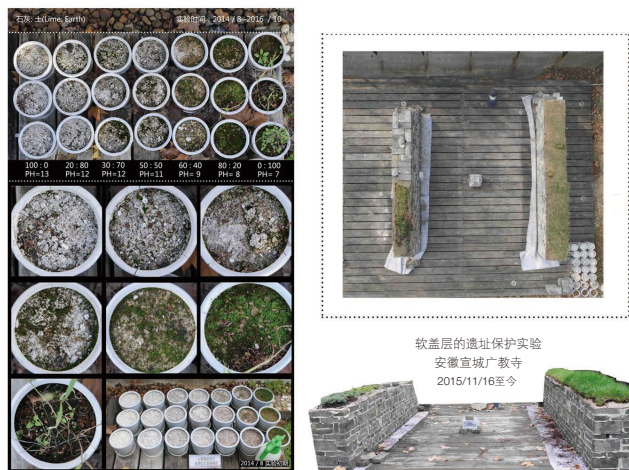 石灰: 土(Lime: Earth) 实验时间：2014 / 8 -2016 / 10
100 : 0 20 : 80 30 : 70 50 : 50 60 : 40 80 : 20 0 : 100
PH=13 PH=12 PH=12 PH=11 PH= 9 PH= 8 PH= 7
2014 / 8 实验初期
软盖层的遗址保护实验
安徽宣城广教寺
2015/11/16至今